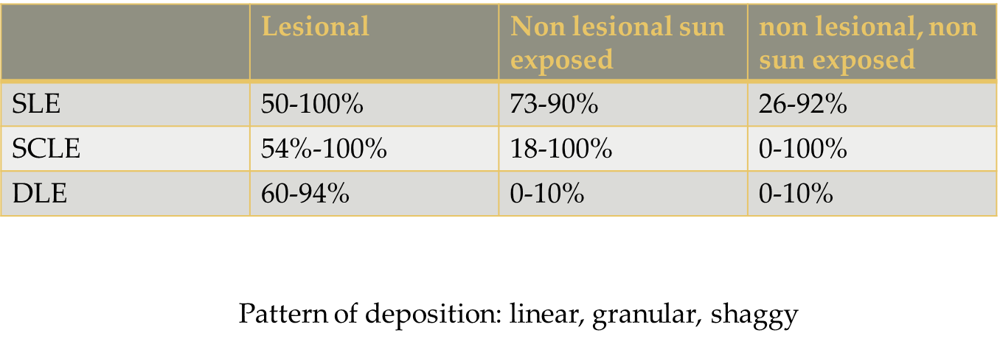 Lesional
Non lesional sun
exposed
non lesional, non
sun exposed
SLE 50-100% 73-90% 26-92%
SCLE 54%-100% 18-100% 0-100%
DLE 60-94% 0-10% 0-10%
Pattern of deposition: linear, granular, shaggy